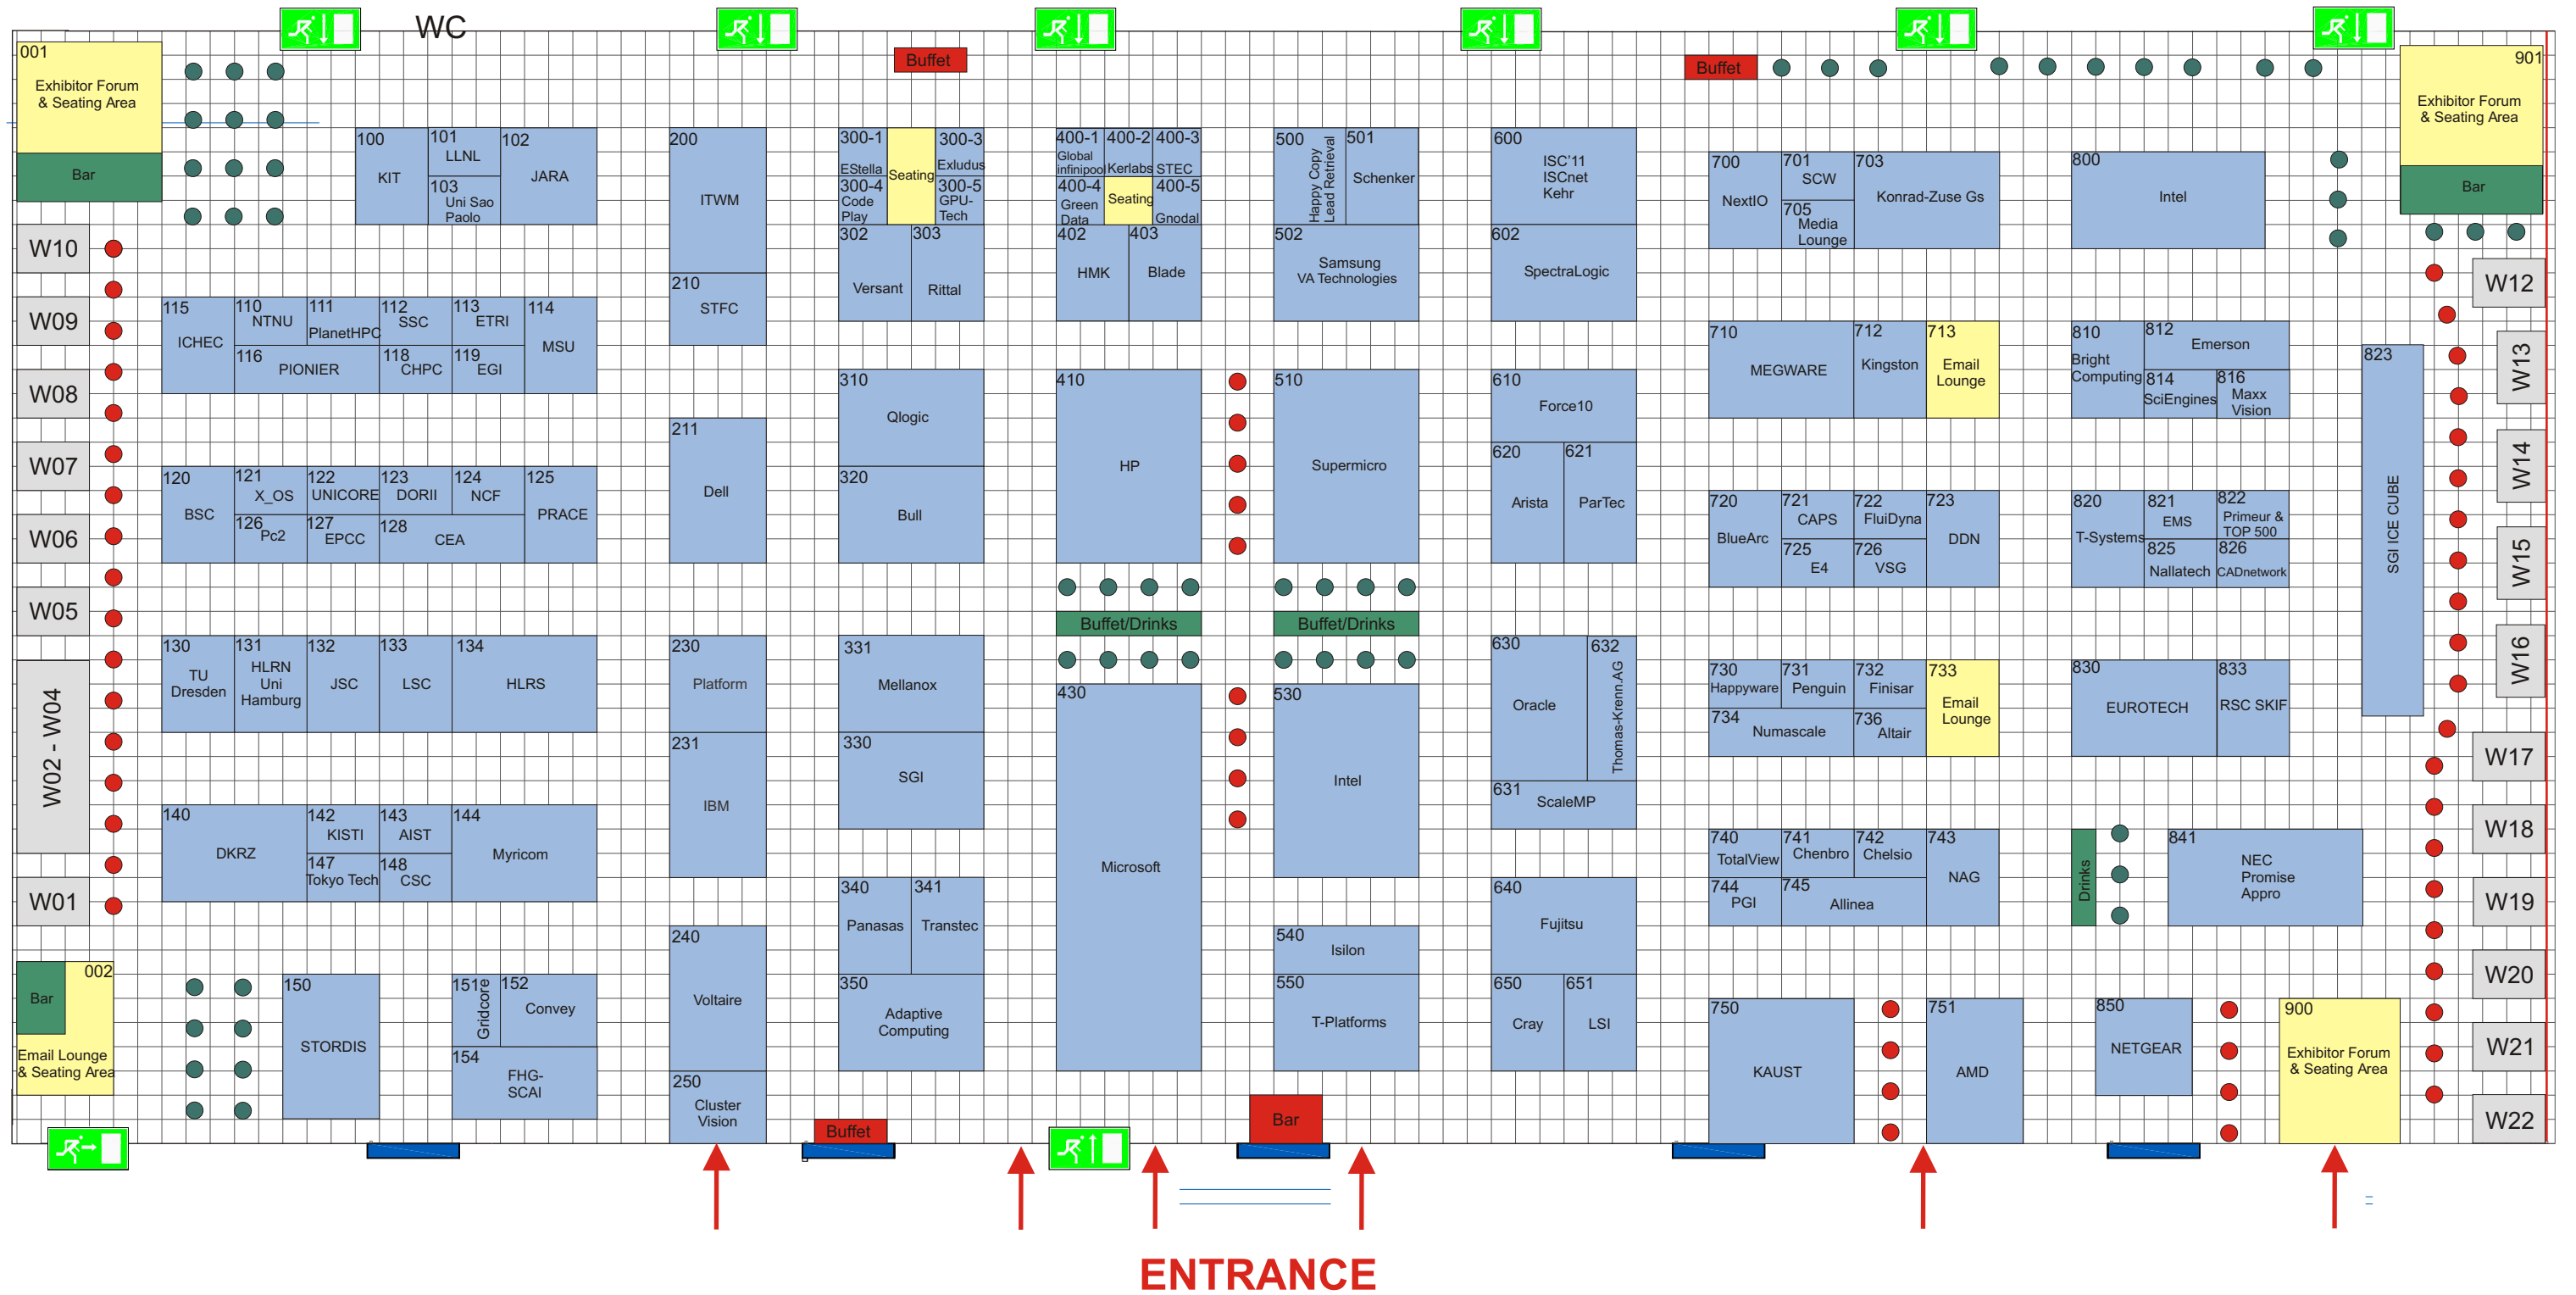 WC
001
Exhibitor Forum
& Seating Area
Bar
Buffet
Buffet
901
Exhibitor Forum
& Seating Area
Bar
100
KIT
101
LLNL
103
Uni Sao
Paolo
102
JARA
200
ITWM
210
STFC
300-1
EStella
Seating
300-3
Exludus
300-4
Code
Play
300-5
GPU-
Tech
302
Versant
303
Rittal
400-1
Global
infinipool
400-2
Kerlabs
400-3
STEC
400-4
Green
Data
Seating
400-5
Gnodal
402
HMK
403
Blade
500
Happy Copy
Lead Retrieval
501
Schenker
502
Samsung
VA Technologies
600
ISC'11
ISCnet
Kehr
602
SpectraLogic
700
NextIO
701
SCW
705
Media
Lounge
703
Konrad-Zuse Gs
800
Intel
W10
W09
W08
W07
W06
W05
W02 - W04
W01
W12
W13
W14
W15
W16
W17
W18
W19
W20
W21
W22
115
ICHEC
110
NTNU
111
PlanetHPC
112
SSC
113
ETRI
114
MSU
116
PIONIER
118
CHPC
119
EGI
310
Qlogic
320
Bull
410
HP
510
Supermicro
610
Force10
620
Arista
621
ParTec
710
MEGWARE
712
Kingston
713
Email
Lounge
810
Bright
Computing
812
Emerson
814
SciEngines
816
Maxx
Vision
823
SGI ICE CUBE
120
BSC
121
X_OS
122
UNICORE
123
DORII
124
NCF
125
PRACE
126
Pc2
127
EPCC
128
CEA
211
Dell
720
BlueArc
721
CAPS
722
FluiDyna
723
DDN
725
E4
726
VSG
820
T-Systems
821
EMS
822
Primeur &
TOP 500
825
Nallatech
826
CADnetwork
Buffet/Drinks
Buffet/Drinks
130
TU
Dresden
131
HLRN
Uni
Hamburg
132
JSC
133
LSC
134
HLRS
230
Platform
231
IBM
331
Mellanox
330
SGI
430
Microsoft
530
Intel
630
Oracle
632
Thomas-Krenn.AG
631
ScaleMP
730
Happyware
731
Penguin
732
Finisar
733
Email
Lounge
734
Numascale
736
Altair
830
EUROTECH
833
RSC SKIF
140
DKRZ
142
KISTI
143
AIST
144
Myricom
147
Tokyo Tech
148
CSC
340
Panasas
341
Transtec
350
Adaptive
Computing
540
Isilon
550
T-Platforms
640
Fujitsu
650
Cray
651
LSI
740
TotalView
741
Chenbro
742
Chelsio
743
NAG
744
PGI
745
Allinea
Drinks
841
NEC
Promise
Appro
002
Bar
Email Lounge
& Seating Area
150
STORDIS
151
Gridcore
152
Convey
154
FHG-
SCAI
240
Voltaire
250
Cluster
Vision
Buffet
Bar
750
KAUST
751
AMD
850
NETGEAR
900
Exhibitor Forum
& Seating Area
ENTRANCE